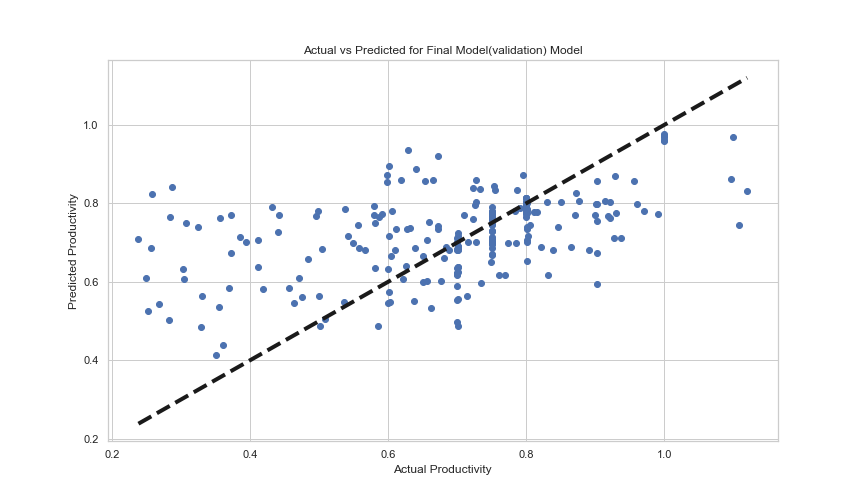 Actual vs Predicted for Final Model(validation) Model
1.0
0.8
0.6
0.4
0.2
Predicted Productivity
0.2 0.4 0.6 0.8 1.0
Actual Productivity